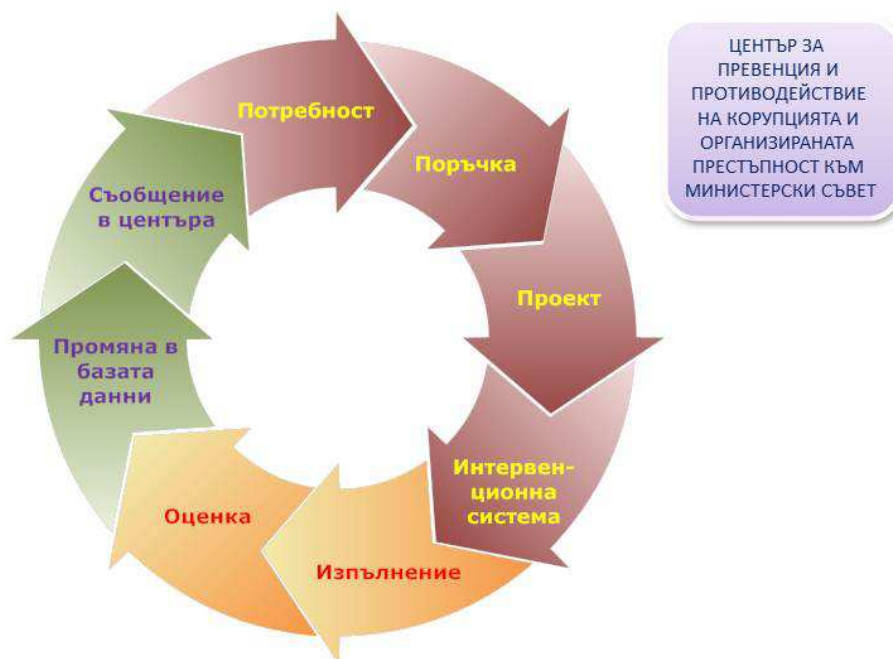 Потребност
Поръчка
Проект
Интервен-
ционна
система
Изпълнение
Оценка
Промяна в
базата
данни
Съобщение
в центъра
ЦЕНТЪР ЗА
ПРЕВЕНЦИЯ И
ПРОТИВОДЕЙСТВИЕ
НА КОРУПЦИЯТА И
ОРГАНИЗИРАНАТА
ПРЕСТЪПНОСТ КЪМ
МИНИСТЕРСКИ СЪВЕТ